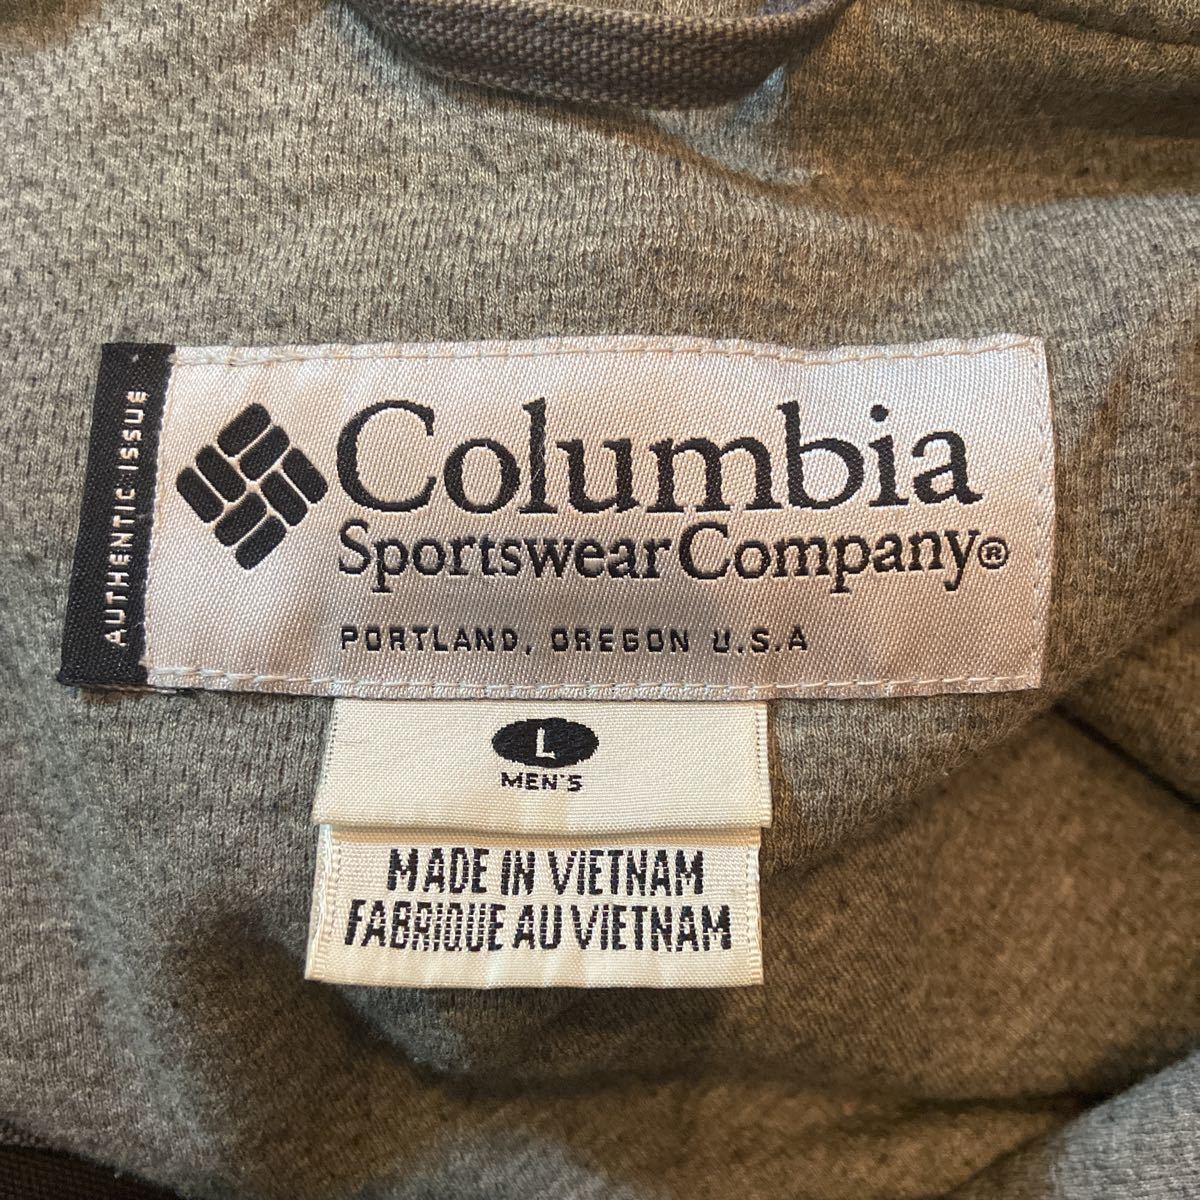 AUTHENTIC ISSUE
Columbia
Sportswear Company®
PORTLAND, OREGON U.S.A
L
MEN'S
MADE IN VIETNAM
FABRIQUE AU VIETNAM